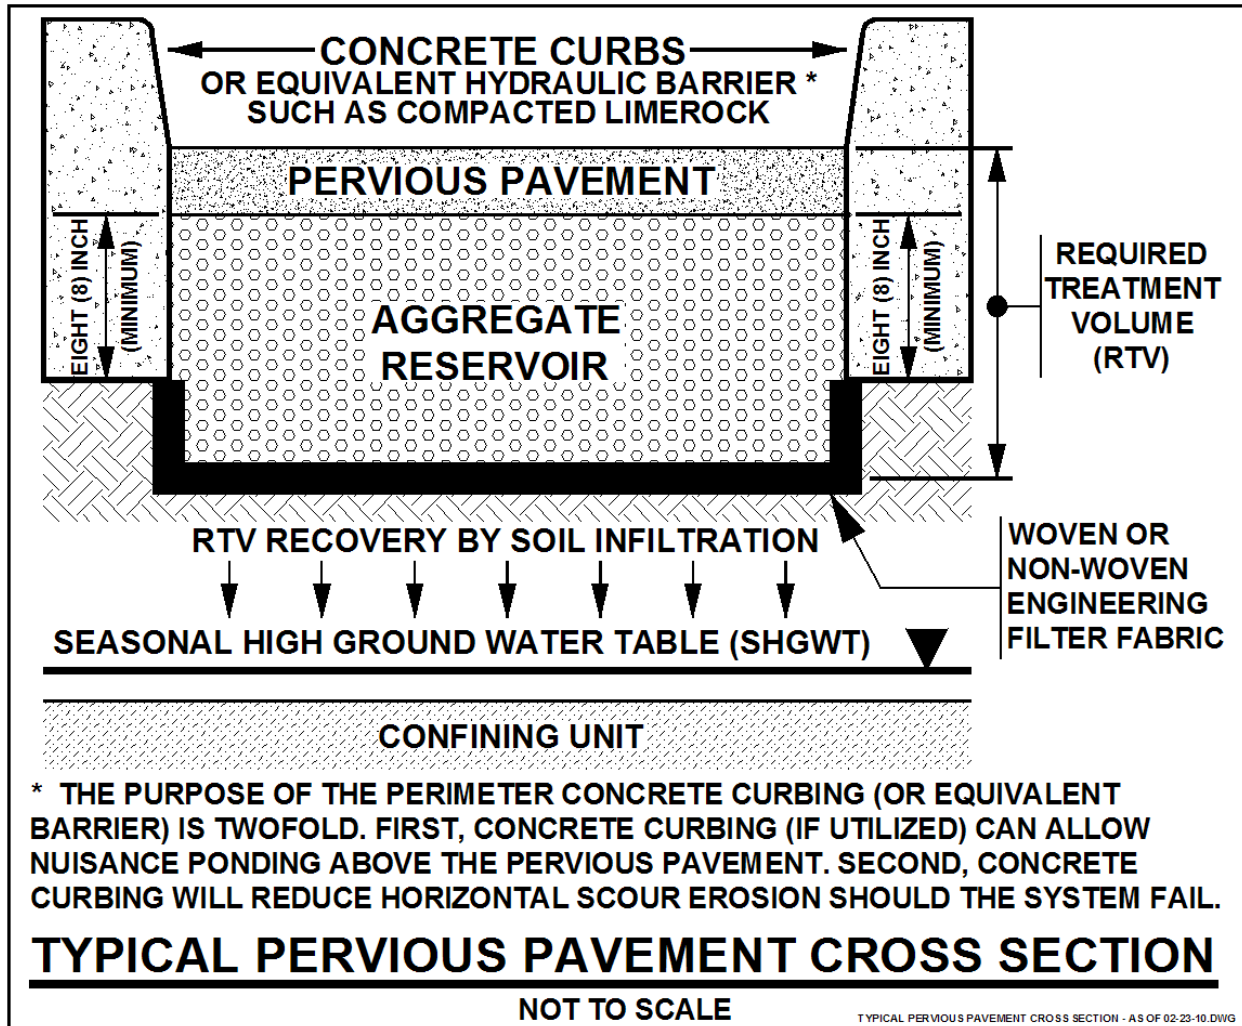 CONCRETE CURBS
OR EQUIVALENT HYDRAULIC BARRIER *
SUCH AS COMPACTED LIMEROCK
PERVIOUS PAVEMENT
EIGHT (8) INCH
(MINIMUM)
AGGREGATE
RESERVOIR
EIGHT (8) INCH
(MINIMUM)
REQUIRED
TREATMENT
VOLUME
(RTV)
RTV RECOVERY BY SOIL INFILTRATION
WOVEN OR
NON-WOVEN
ENGINEERING
FILTER FABRIC
SEASONAL HIGH GROUND WATER TABLE (SHGWT)
CONFINING UNIT
* THE PURPOSE OF THE PERIMETER CONCRETE CURBING (OR EQUIVALENT
BARRIER) IS TWOFOLD. FIRST, CONCRETE CURBING (IF UTILIZED) CAN ALLOW
NUISANCE PONDING ABOVE THE PERVIOUS PAVEMENT. SECOND, CONCRETE
CURBING WILL REDUCE HORIZONTAL SCOUR EROSION SHOULD THE SYSTEM FAIL.
TYPICAL PERVIOUS PAVEMENT CROSS SECTION
NOT TO SCALE
TYPICAL PERVIOUS PAVEMENT CROSS SECTION - AS OF 02-23-10.DWG